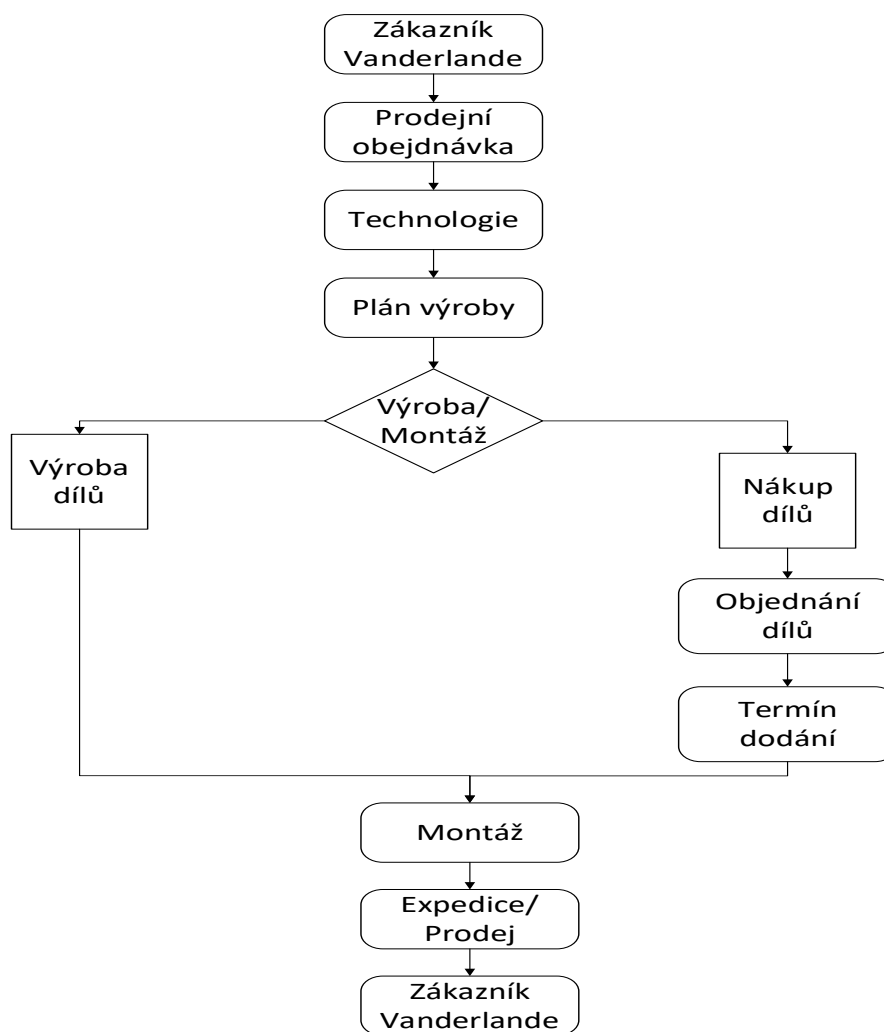 Zákazník
Vanderlande
Prodejní
obejdnávka
Technologie
Plán výroby
Výroba/
Montáž
Výroba
dílů
Nákup
dílů
Objednání
dílů
Termín
dodání
Montáž
Expedice/
Prodej
Zákazník
Vanderlande